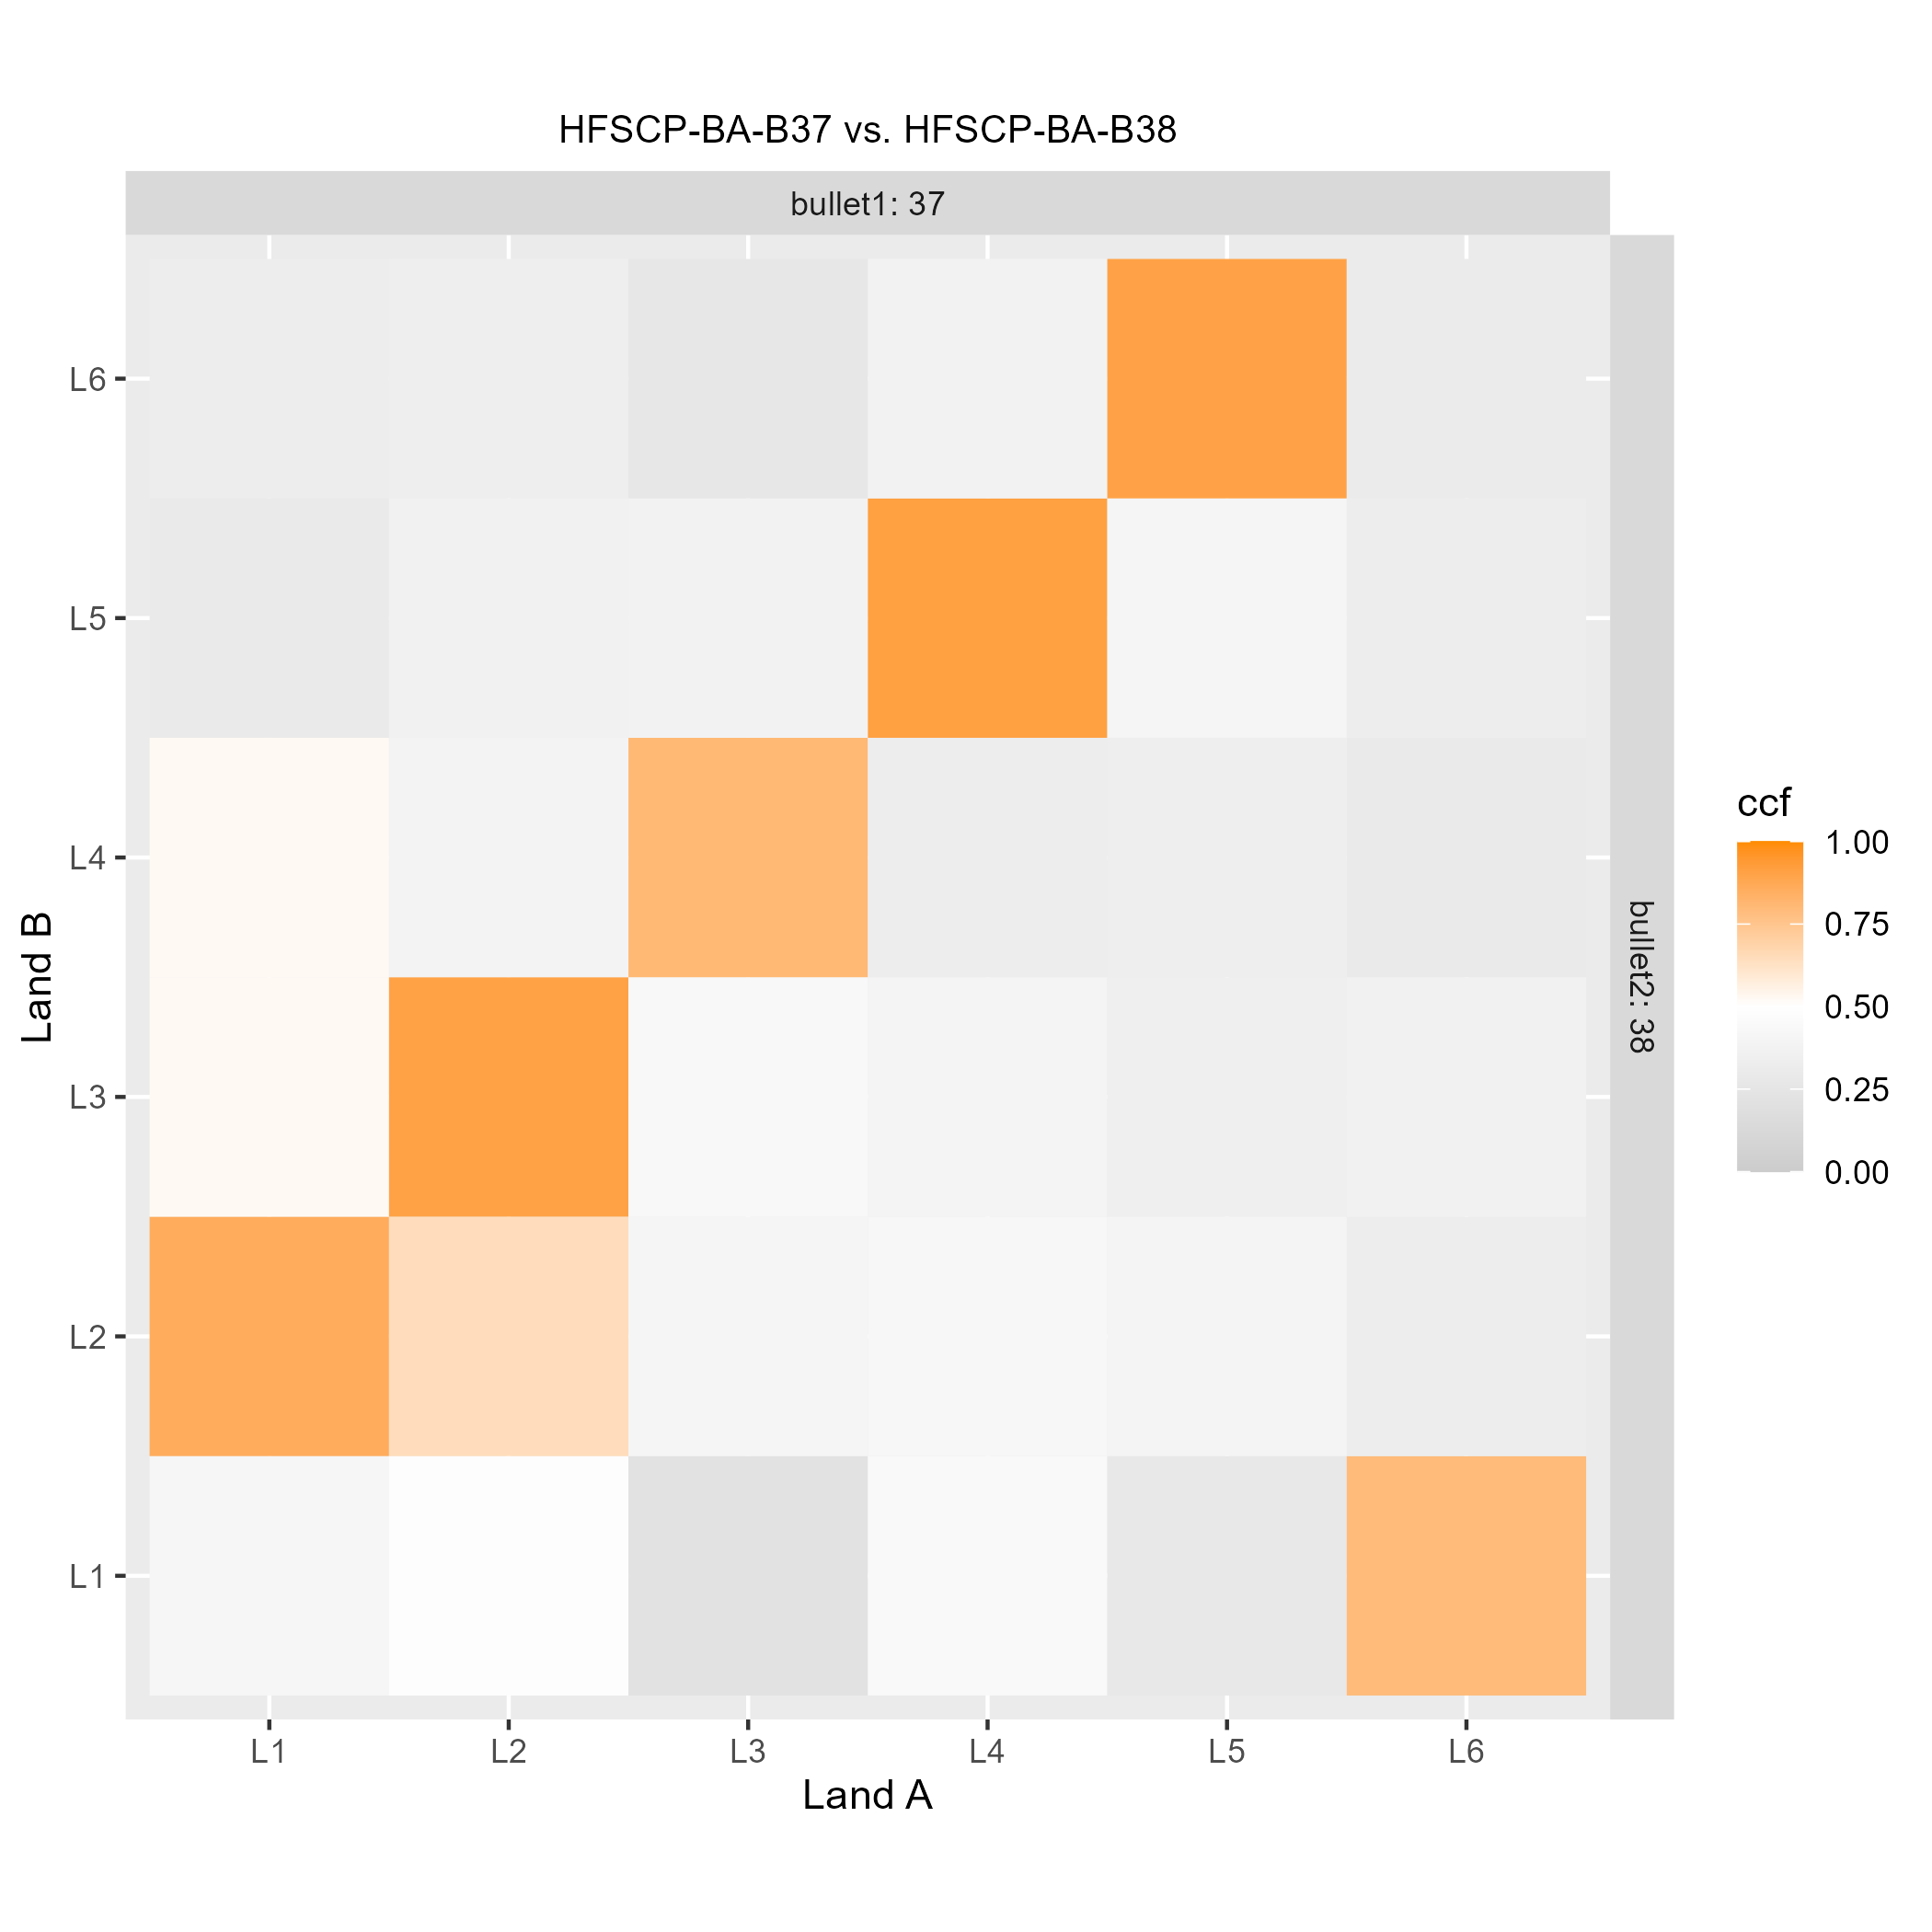 HFSCP-BA-B37 vs. HFSCP-BA-B38
bullet1: 37
L6
L5
L4
L3
L2
L1
Land B
bullet2: 38
L1
L2
L3
L4
L5
L6
Land A
ccf
1.00
0.75
0.50
0.25
0.00